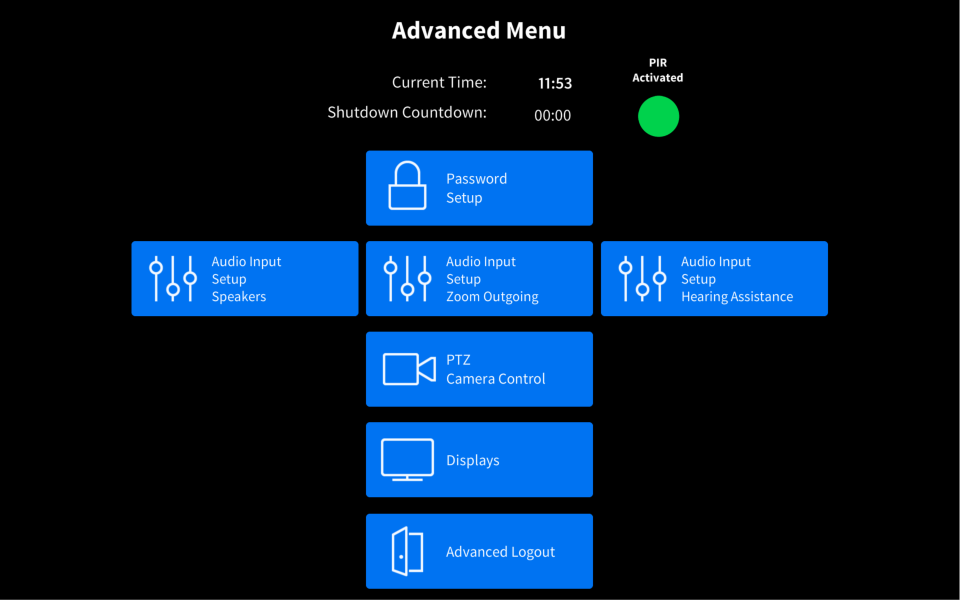 Advanced Menu
PIR
Activated
Current Time: 11:53
Shutdown Countdown: 00:00
Password
Setup
Audio Input
Setup
Speakers
Audio Input
Setup
Zoom Outgoing
Audio Input
Setup
Hearing Assistance
PTZ
Camera Control
Displays
Advanced Logout